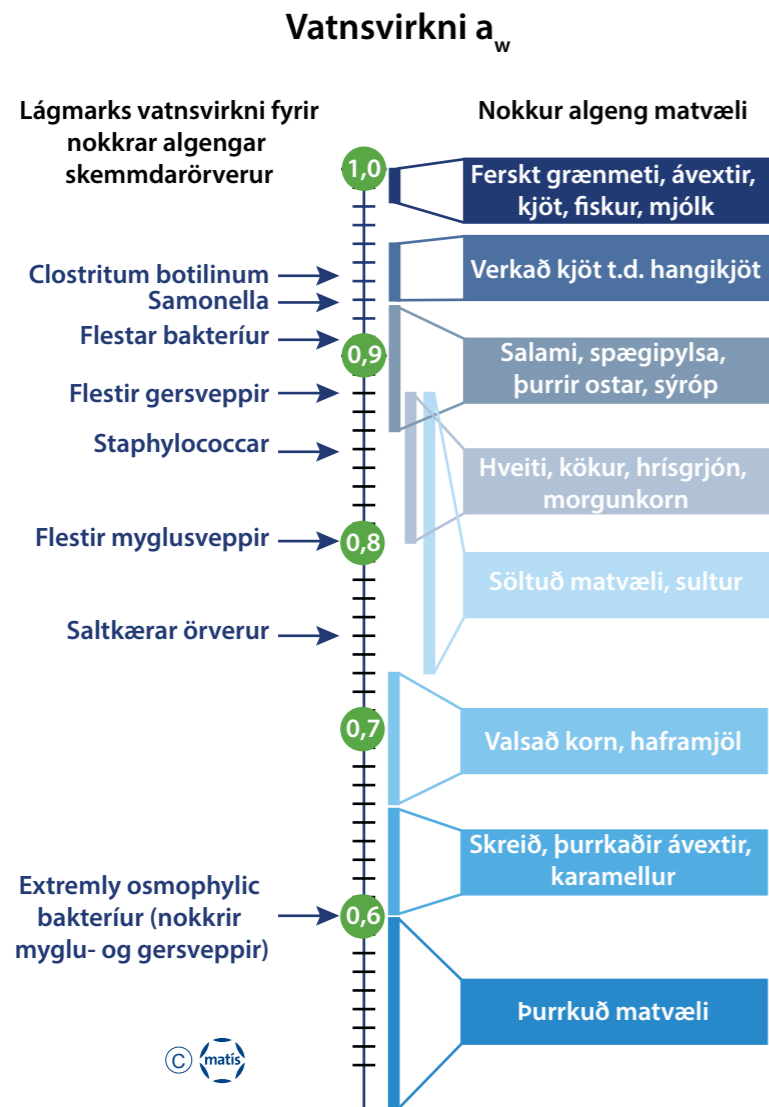 Vatnsvirkni aw
Lágmarks vatnsvirkni fyrir
nokkrar algengar
skemmdarörverur
Nokkur algeng matvæli
1,0
Ferskt grænmeti, ávextir,
kjöt, fiskur, mjólk
Clostritum botilinum
Verkað kjöt t.d. hangikjöt
Samonella
Flestar bakteríur
0,9
Salami, spægipylsa,
þurrir ostar, sýróp
Flestir gersveppir
Staphylococcar
Hveiti, kökur, hrísgrjón,
morgunkorn
Flestir myglusveppir
0,8
Söltuð matvæli, sultur
Saltkærar örverur
0,7
Valsað korn, haframjöl
Skreið, þurrkaðir ávextir,
karamellur
Extremly osmophylic
bakteríur (nokkrir
myglu- og gersveppir)
0,6
Þurrkuð matvæli
© matís